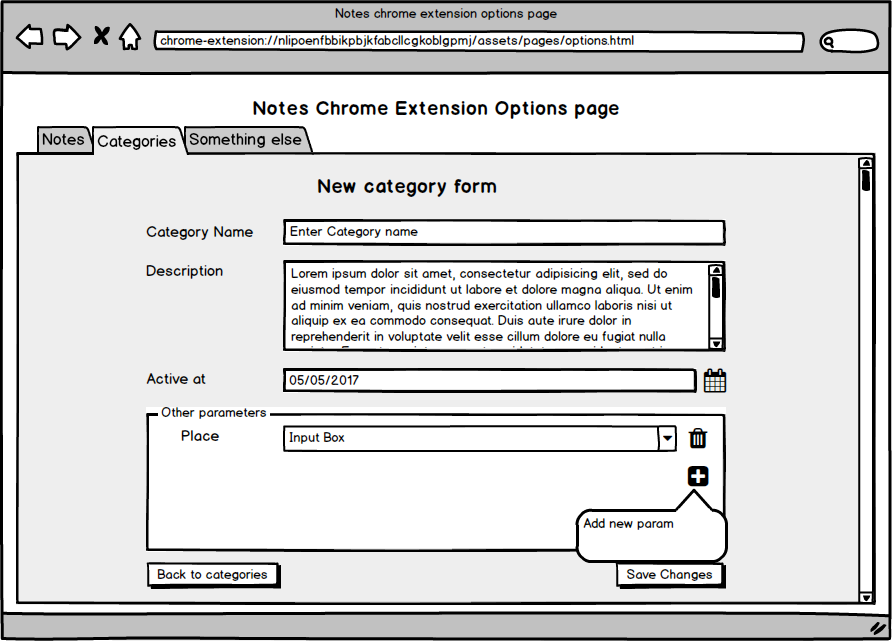 Notes chrome extension options page
chrome-extension://nlipoenfbbikpbjkfabcllcgkoblgpmj/assets/pages/options.html
Notes Chrome Extension Options page
Notes
Categories
Something else
New category form
Category Name
Enter Category name
Description
Lorem ipsum dolor sit amet, consectetur adipisicing elit, sed do
eiusmod tempor incididunt ut labore et dolore magna aliqua. Ut enim
ad minim veniam, quis nostrud exercitation ullamco laboris nisi ut
aliquip ex ea commodo consequat. Duis aute irure dolor in
reprehenderit in voluptate velit esse cillum dolore eu fugiat nulla
Active at
05/05/2017
Other parameters
Place
Input Box
Add new param
Back to categories
Save Changes